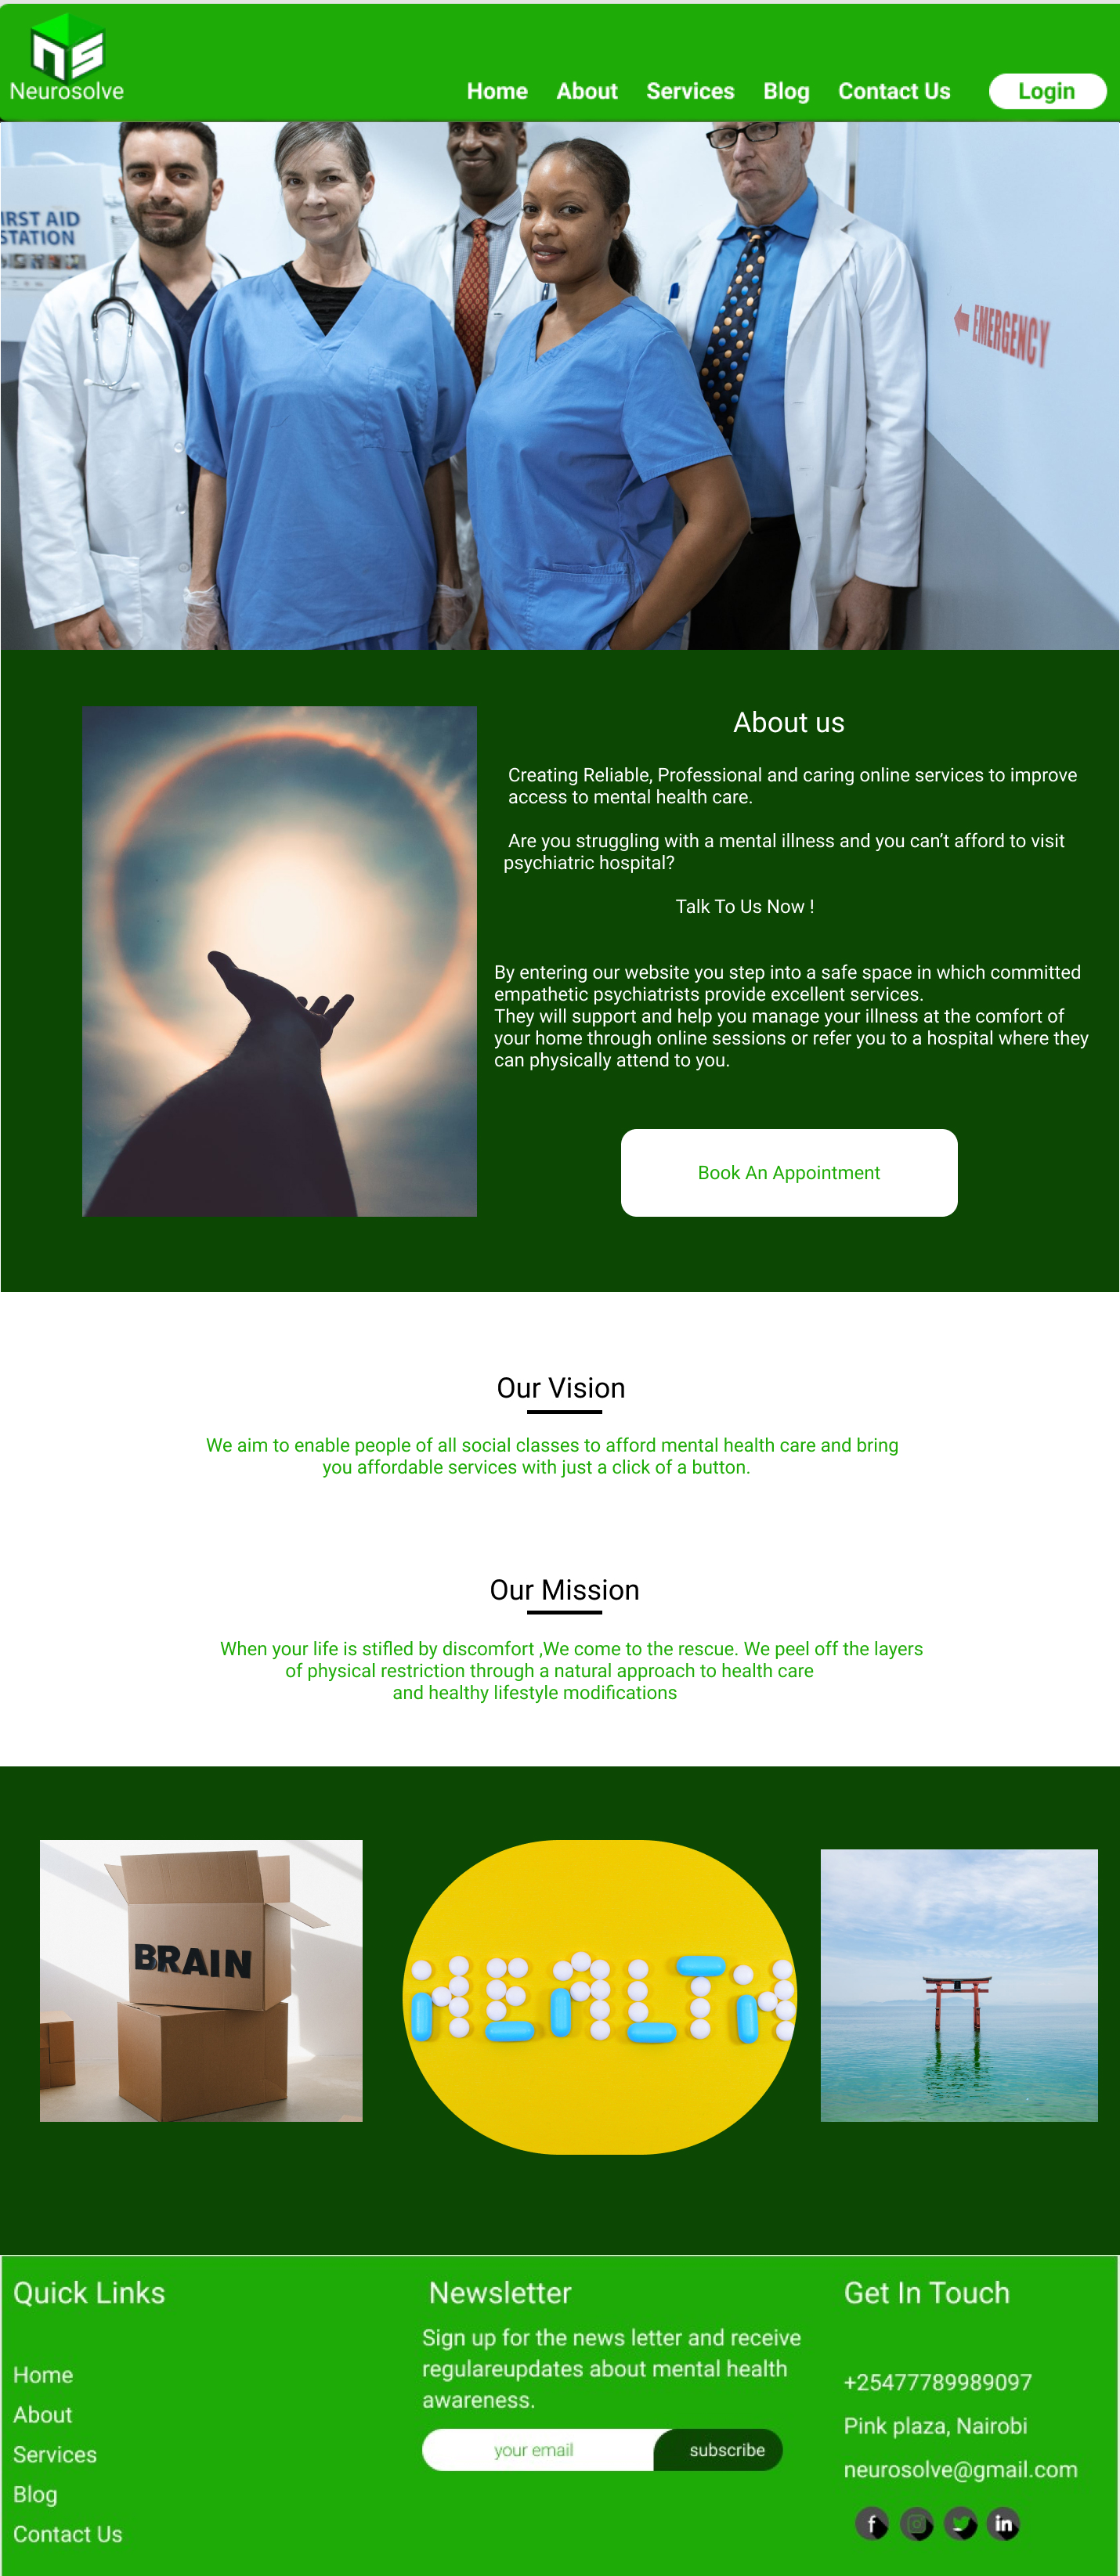 ns
Neurosolve
Home About Services Blog Contact Us Login
IRST AID
STATION
EMERGENCY
About us
Creating Reliable, Professional and caring online services to improve
access to mental health care.
Are you struggling with a mental illness and you can’t afford to visit
psychiatric hospital?
Talk To Us Now !
By entering our website you step into a safe space in which committed
empathetic psychiatrists provide excellent services.
They will support and help you manage your illness at the comfort of
your home through online sessions or refer you to a hospital where they
can physically attend to you.
Book An Appointment
Our Vision
We aim to enable people of all social classes to afford mental health care and bring
you affordable services with just a click of a button.
Our Mission
When your life is stifled by discomfort ,We come to the rescue. We peel off the layers
of physical restriction through a natural approach to health care
and healthy lifestyle modifications
BRAIN
HEALTH
Quick Links
Home
About
Services
Blog
Contact Us
Newsletter
Sign up for the news letter and receive
regulareupdates about mental health
awareness.
your email subscribe
Get In Touch
+25477789989097
Pink plaza, Nairobi
neurosolve@gmail.com
f in